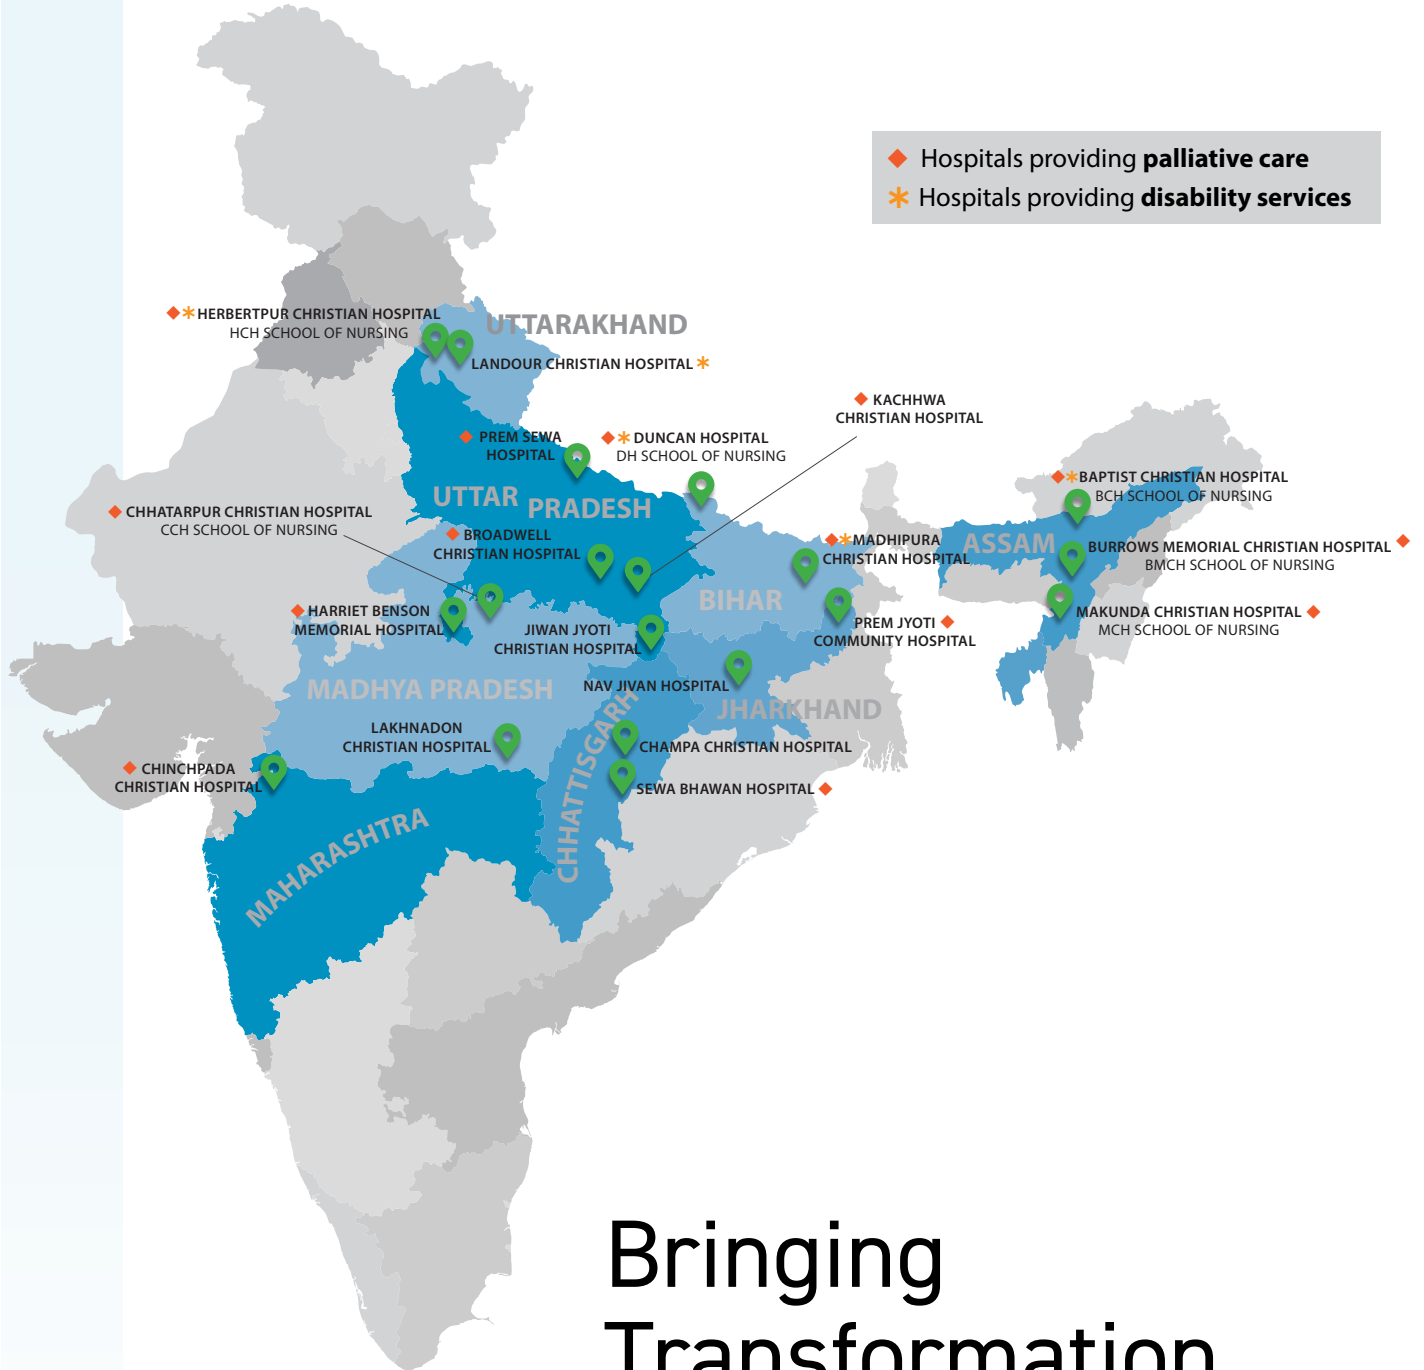 ◆ Hospitals providing palliative care
* Hospitals providing disability services
◆*HERBERTPUR CHRISTIAN HOSPITAL
HCH SCHOOL OF NURSING
UTTARAKHAND
LANDOUR CHRISTIAN HOSPITAL *
◆ KACHHWA
CHRISTIAN HOSPITAL
◆ PREM SEWA
HOSPITAL
◆*DUNCAN HOSPITAL
DH SCHOOL OF NURSING
UTTAR PRADESH
◆ CHHATARPUR CHRISTIAN HOSPITAL
CCH SCHOOL OF NURSING
◆ BROADWELL
CHRISTIAN HOSPITAL
◆*MADHIPURA
CHRISTIAN HOSPITAL
◆*BAPTIST CHRISTIAN HOSPITAL
BCH SCHOOL OF NURSING
ASSAM
BURROWS MEMORIAL CHRISTIAN HOSPITAL ◆
BMCH SCHOOL OF NURSING
MAKUNDA CHRISTIAN HOSPITAL ◆
MCH SCHOOL OF NURSING
BIHAR
◆ HARRIET BENSON
MEMORIAL HOSPITAL
JIWAN JYOTI
CHRISTIAN HOSPITAL
PREM JYOTI ◆
COMMUNITY HOSPITAL
MADHYA PRADESH
NAV JIVAN HOSPITAL
JHARKHAND
LAKHNADON
CHRISTIAN HOSPITAL
CHHATTISGARH
CHAMPA CHRISTIAN HOSPITAL
◆ CHINCHPADA
CHRISTIAN HOSPITAL
SEWA BHAWAN HOSPITAL ◆
MAHARASHTRA
Bringing
Transformation